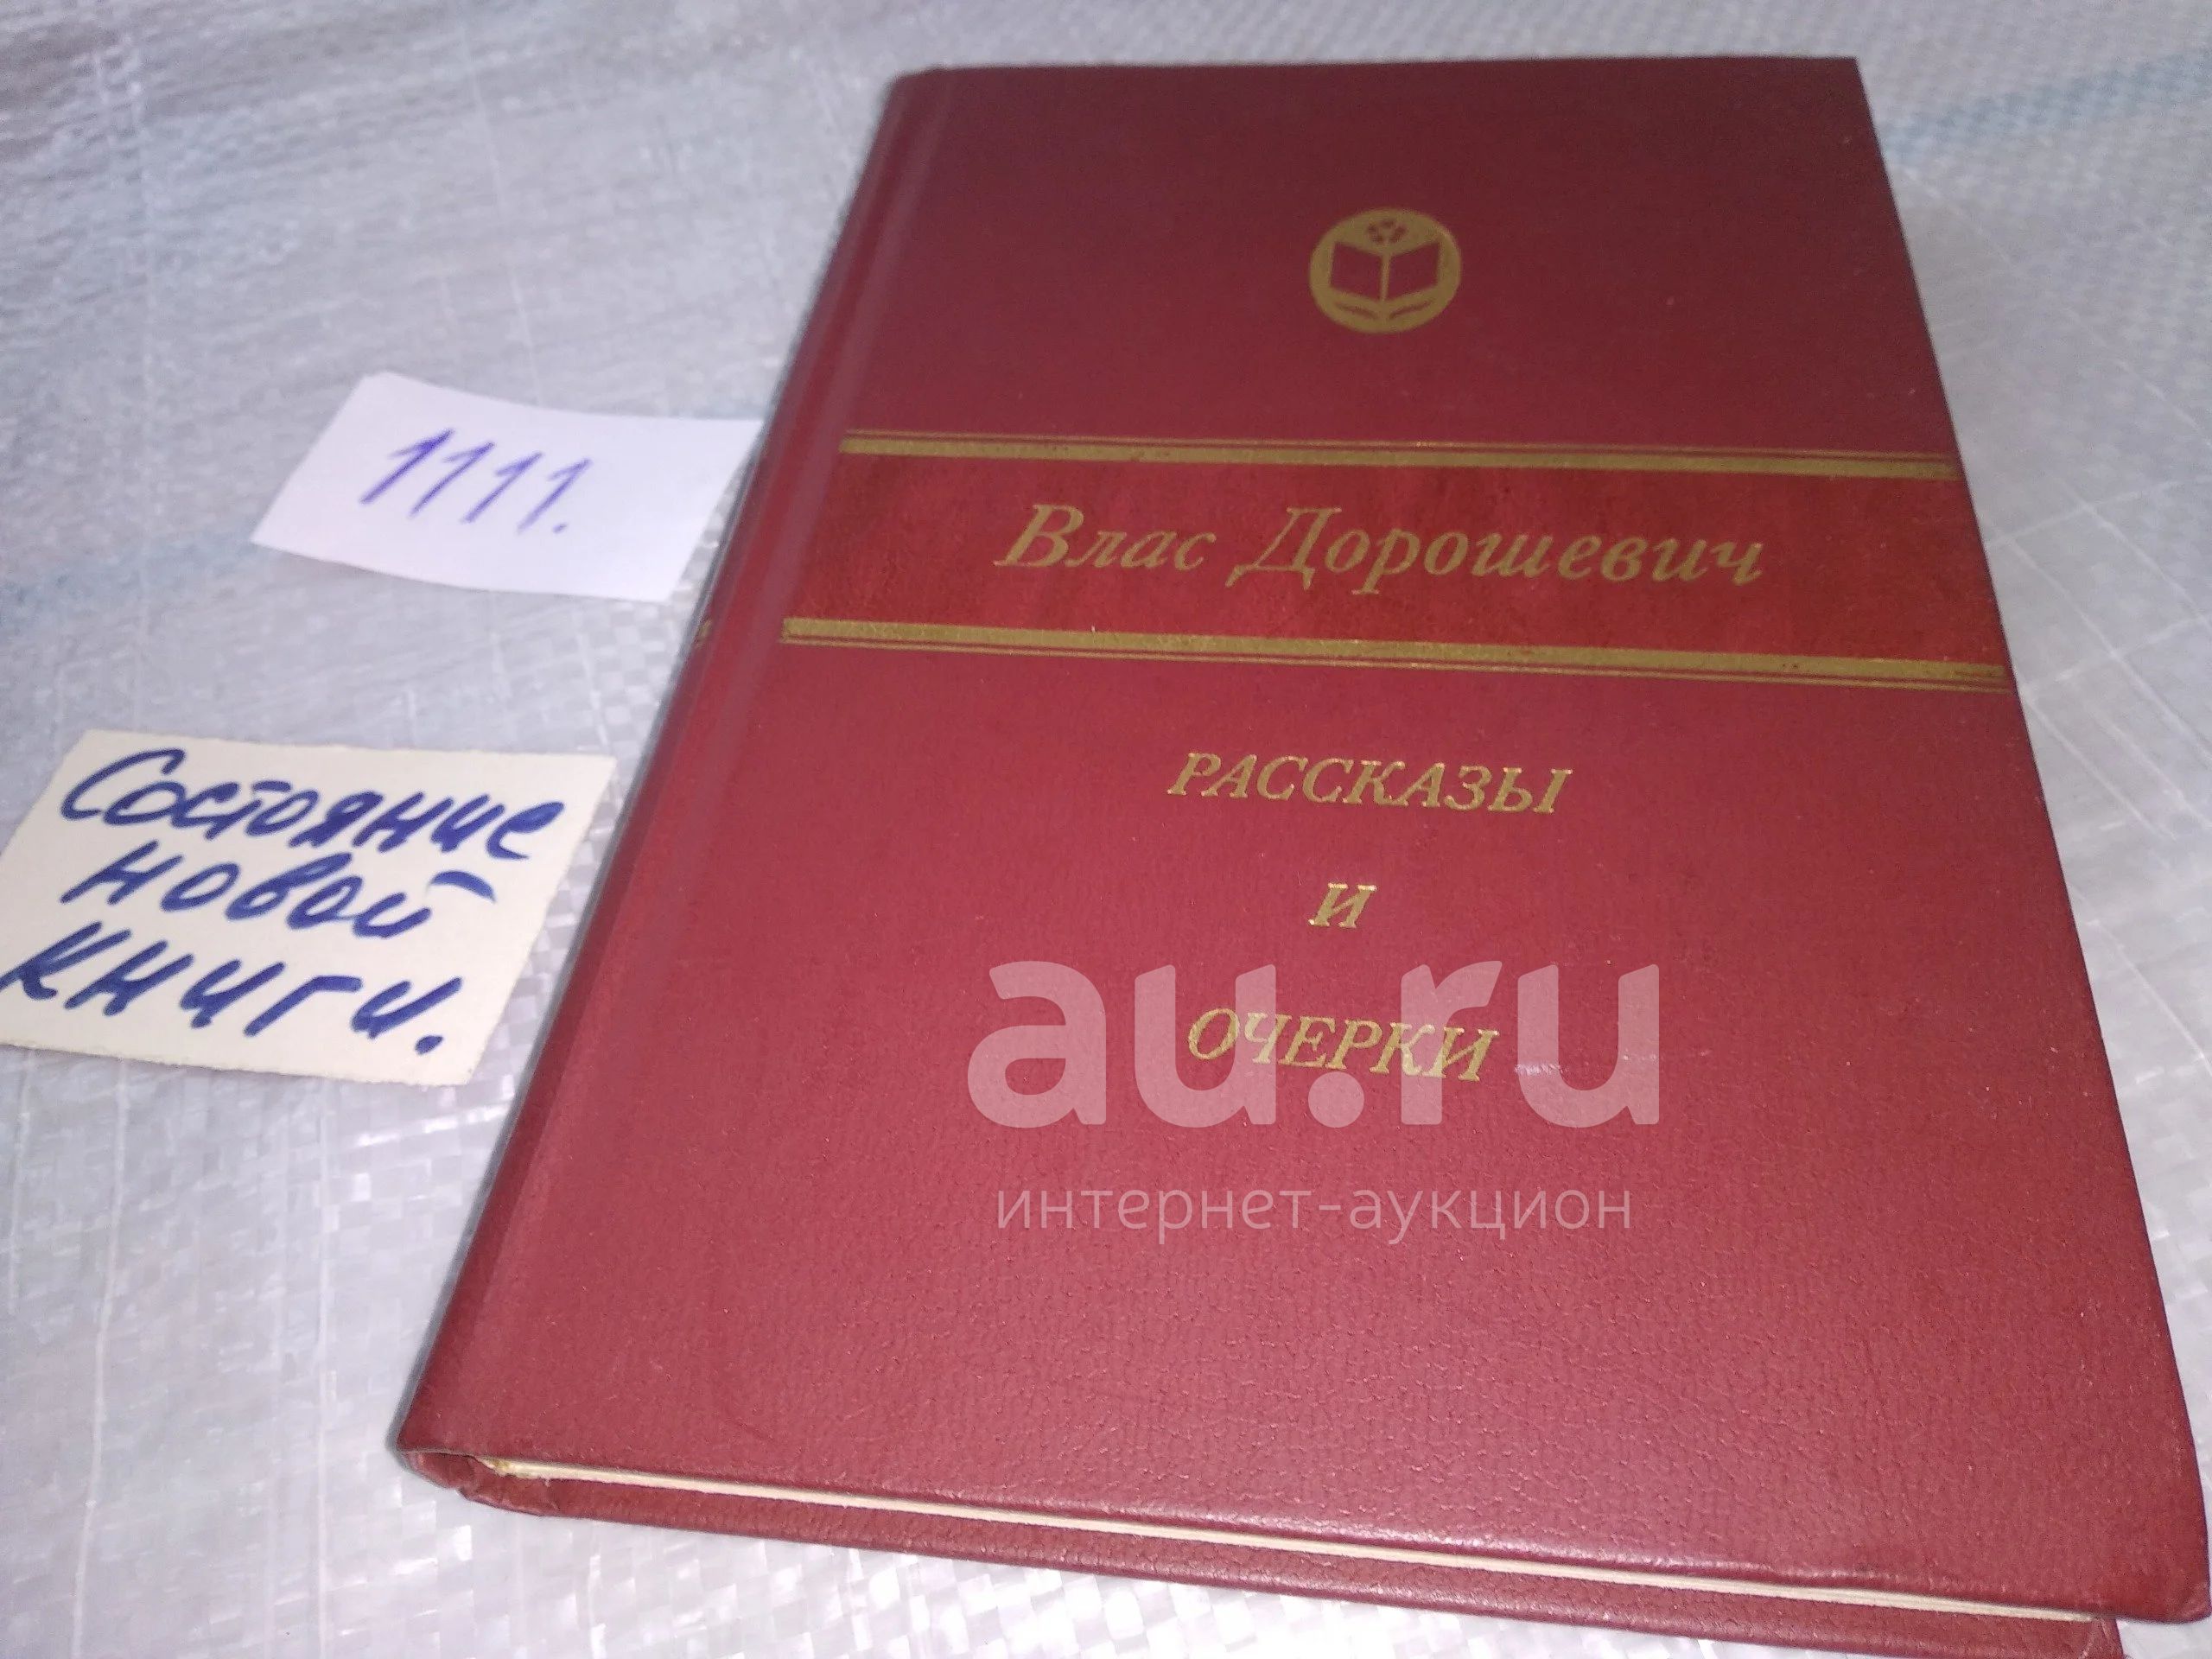 1111.
Состояние
новой
книги.
Влас Дорошевич
РАССКАЗЫ
И
ОЧЕРКИ
au.ru
интернет-аукцион